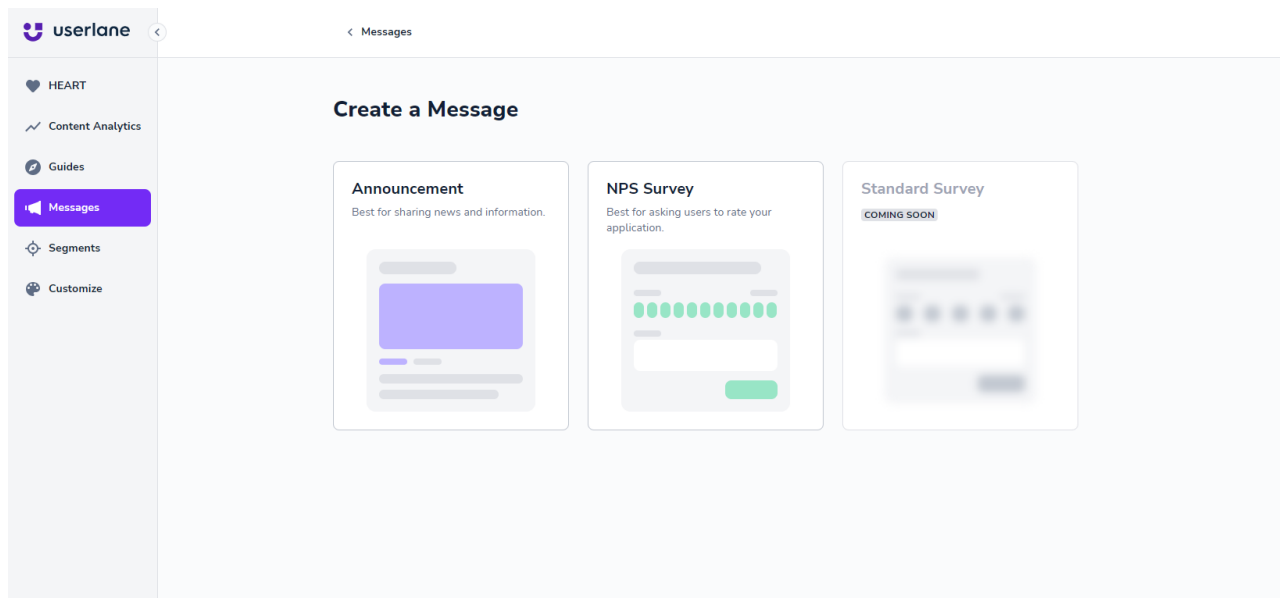 userlane
Messages
HEART
Content Analytics
Guides
Messages
Segments
Customize
Create a Message
Announcement
Best for sharing news and information.
NPS Survey
Best for asking users to rate your
application.
Standard Survey
COMING SOON